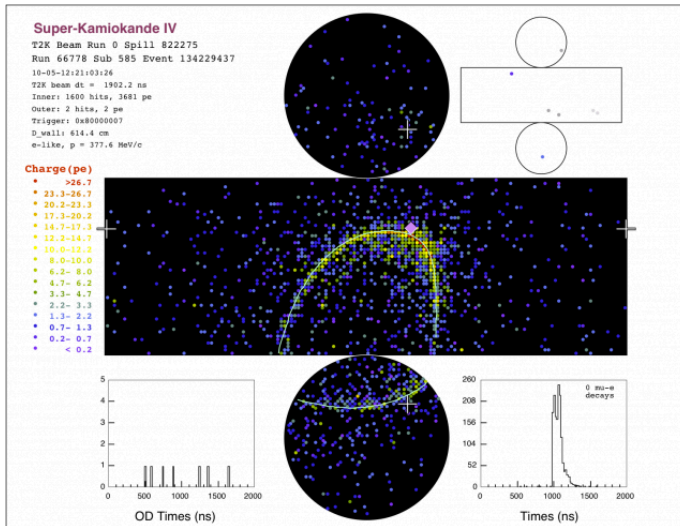 Super-Kamiokande IV
T2K Beam Run 0 Spill 822275
Run 66778 Sub 585 Event 134229437
10-05-12:21:03:26
T2K beam dt = 1902.2 ns
Inner: 1600 hits, 3681 pe
Outer: 2 hits, 2 pe
Trigger: 0x80000007
D_wall: 614.4 cm
e-like, p = 377.6 MeV/c
Charge(pe)
>26.7
23.3-26.7
20.2-23.3
17.3-20.2
14.7-17.3
12.2-14.7
10.0-12.2
8.0-10.0
6.2- 8.0
4.7- 6.2
3.3- 4.7
2.2- 3.3
1.3- 2.2
0.7- 1.3
0.2- 0.7
< 0.2
5
4
3
2
1
0
0 500 1000 1500 2000
OD Times (ns)
0 mu-e
decays
260
208
156
104
52
0
0 500 1000 1500 2000
Times (ns)